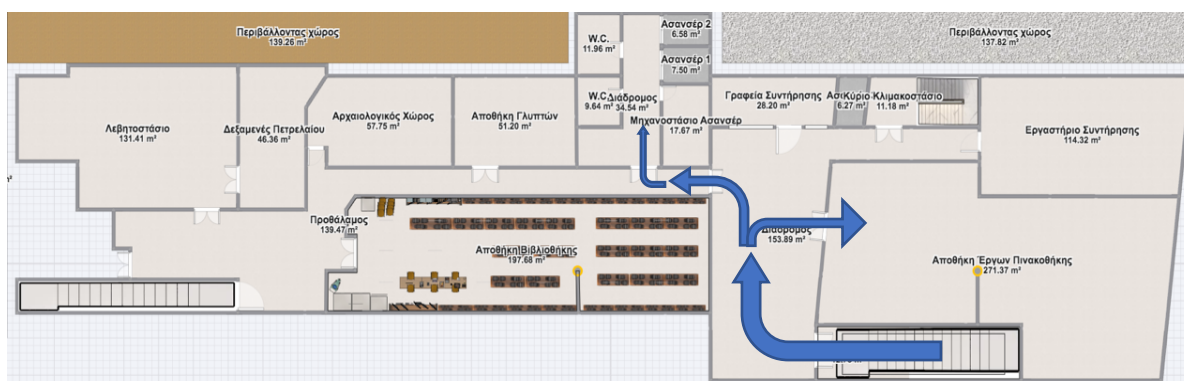 Περιβάλλοντας χώρος
139.26 m²
W.C.
11.96 m²
Ασανσέρ 2
6.58 m²
Ασανσέρ 1
7.50 m²
Περιβάλλοντας χώρος
137.82 m²
Λεβητοστάσιο
131.41 m²
Δεξαμενές Πετρελαίου
46.36 m²
Αρχαιολογικός Χώρος
57.75 m²
Αποθήκη Γλυπτών
51.20 m²
W.C.
9.64 m²
Διάδρομος
34.54 m²
Μηχανοστάσιο Ασανσέρ
17.67 m²
Γραφεία Συντήρησης
28.20 m²
6.27 m²
Κύριο Κλιμακοστάσιο
11.18 m²
Εργαστήριο Συντήρησης
114.32 m²
Προθάλαμος
139.47 m²
Αποθήκη Βιβλιοθήκης
197.68 m²
Διάδρομος
153.89 m²
Αποθήκη Έργων Πινακοθήκης
271.37 m²